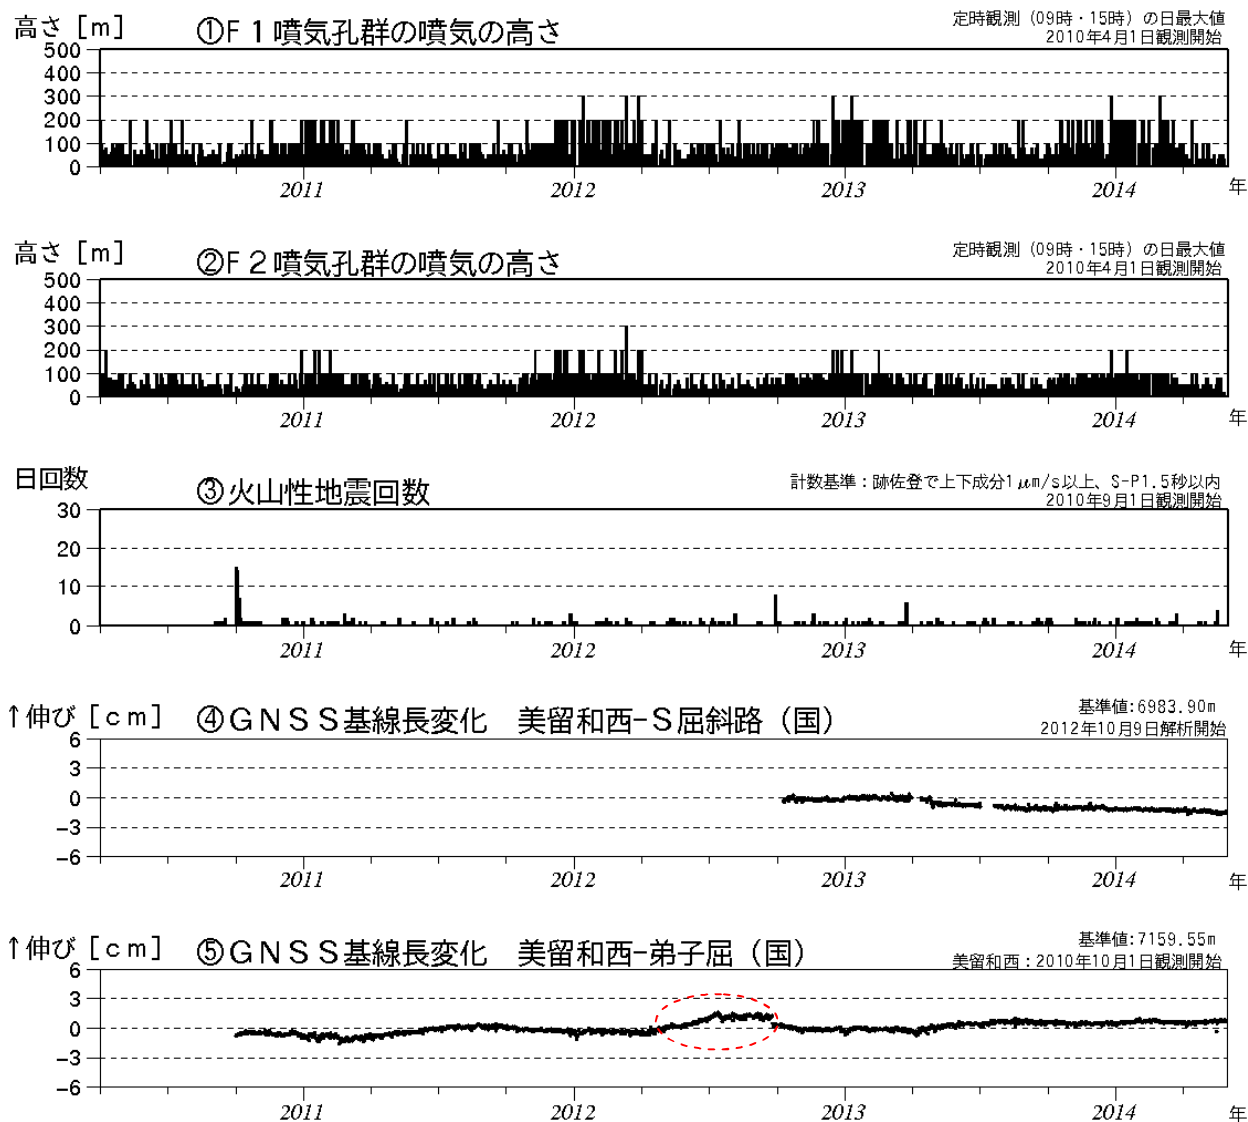 高さ [m] ①F1噴気孔群の噴気の高さ 定時観測（09時・15時）の日最大値
2010年4月1日観測開始
500
400
300
200
100
0
2011 2012 2013 2014 年
高さ [m] ②F2噴気孔群の噴気の高さ 定時観測（09時・15時）の日最大値
2010年4月1日観測開始
500
400
300
200
100
0
2011 2012 2013 2014 年
日回数 ③火山性地震回数 計数基準：跡佐登で上下成分1μm/s以上、S-P1.5秒以内
2010年9月1日観測開始
30
20
10
0
2011 2012 2013 2014 年
↑伸び [cm] ④GNSS基線長変化 美留和西-S屈斜路（国） 基準値:6983.90m
2012年10月9日解析開始
6
3
0
-3
-6
2011 2012 2013 2014 年
↑伸び [cm] ⑤GNSS基線長変化 美留和西-弟子屈（国） 基準値:7159.55m
美留和西：2010年10月1日観測開始
6
3
0
-3
-6
2011 2012 2013 2014 年